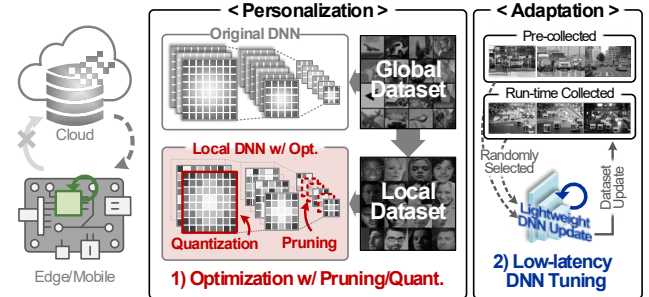 Cloud
Edge/Mobile
< Personalization >
Original DNN
Global
Dataset
Local DNN w/ Opt.
Quantization
Pruning
Local
Dataset
1) Optimization w/ Pruning/Quant.
< Adaptation >
Pre-collected
Run-time Collected
Randomly
Selected
Lightweight
DNN Update
Dataset
Update
2) Low-latency
DNN Tuning